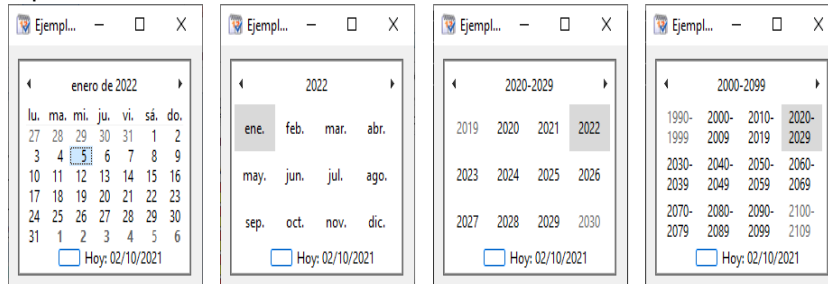 Ejempl...
enero de 2022
lu. ma. mi. ju. vi. sá. do.
27 28 29 30 31 1 2
3 4 5 6 7 8 9
10 11 12 13 14 15 16
17 18 19 20 21 22 23
24 25 26 27 28 29 30
31 1 2 3 4 5 6
Hoy: 02/10/2021
Ejempl...
2022
ene. feb. mar. abr.
may. jun. jul. ago.
sep. oct. nov. dic.
Hoy: 02/10/2021
Ejempl...
2020-2029
2019 2020 2021 2022
2023 2024 2025 2026
2027 2028 2029 2030
Hoy: 02/10/2021
Ejempl...
2000-2099
1990- 2000- 2010- 2020-
1999 2009 2019 2029
2030- 2040- 2050- 2060-
2039 2049 2059 2069
2070- 2080- 2090- 2100-
2079 2089 2099 2109
Hoy: 02/10/2021